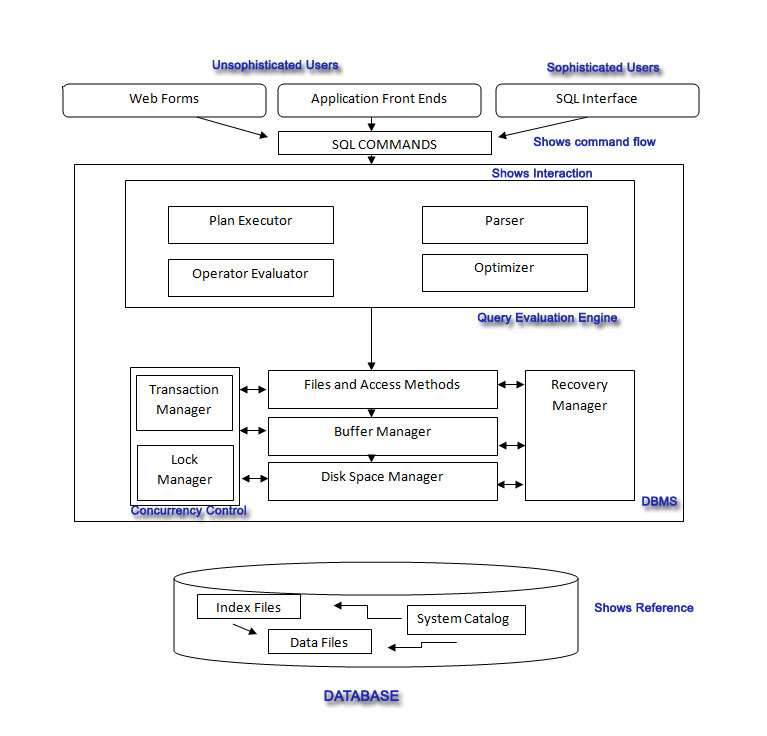 Unsophisticated Users
Sophisticated Users
Web Forms
Application Front Ends
SQL Interface
SQL COMMANDS
Shows command flow
Shows Interaction
Plan Executor
Parser
Operator Evaluator
Optimizer
Query Evaluation Engine
Transaction
Manager
Files and Access Methods
Recovery
Manager
Buffer Manager
Lock
Manager
Disk Space Manager
DBMS
Concurrency Control
Index Files
System Catalog
Shows Reference
Data Files
DATABASE